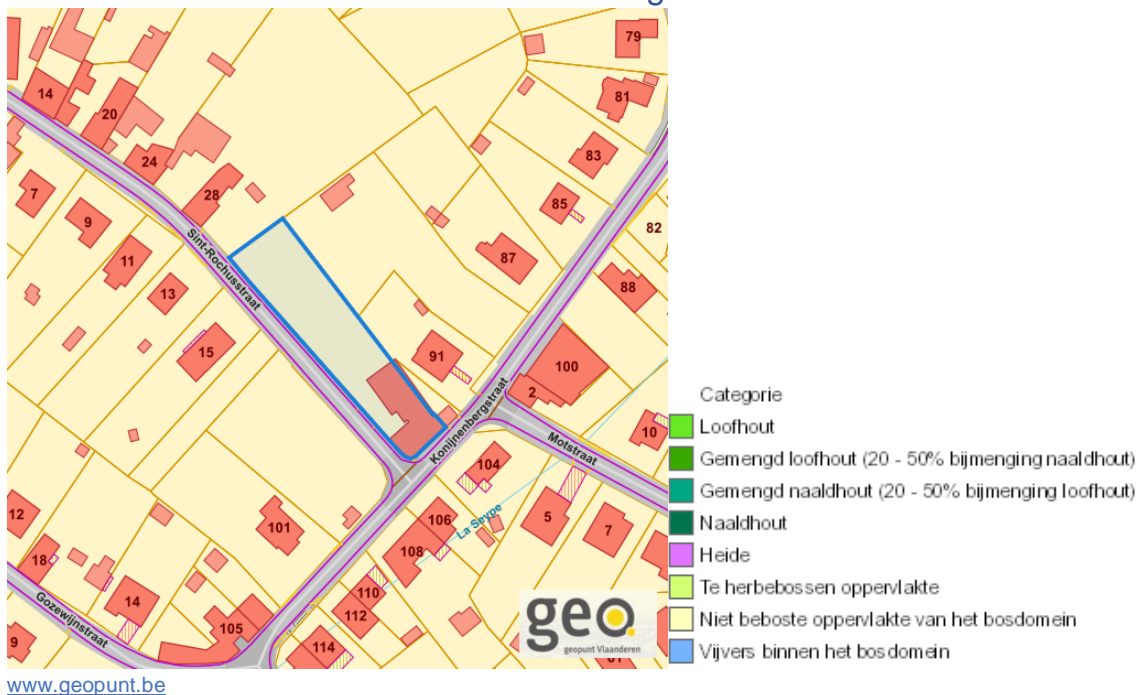 79
14
81
20
24
83
7
28
85
9
82
Sint-Rochusstraat
11
87
13
88
15
91
100
2
Konijnenbergstraat
Motstraat
10
104
12
La Seype
106
5
101
7
108
18
110
14
112
Gozewijnstraat
105
9
114
geo
geopunt Vlaanderen
Categorie
Loofhout
Gemengd loofhout (20 - 50% bijmenging naaldhout)
Gemengd naaldhout (20 - 50% bijmenging loofhout)
Naaldhout
Heide
Te herbebossen oppervlakte
Niet beboste oppervlakte van het bosdomein
Vijvers binnen het bosdomein
www.geopunt.be